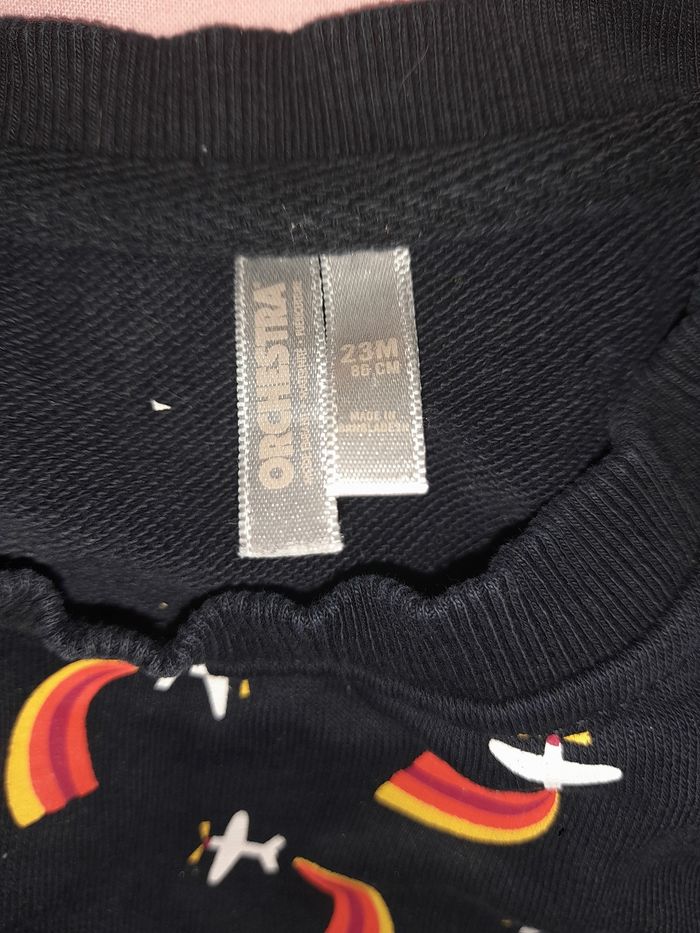 ORCHESTRA
23M
86 CM
MADE IN
BANGLADESH